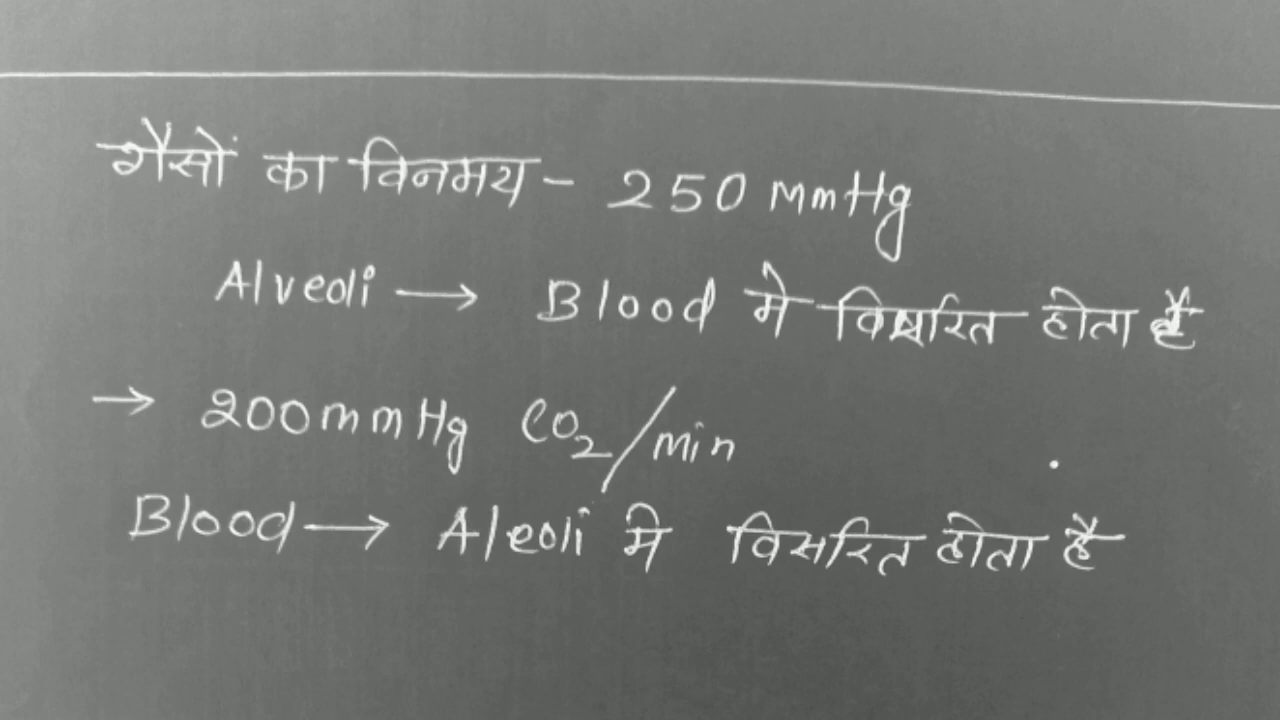 गैसों का विनमय - 250 mmHg
Alveoli → Blood मे विसरित होता है
→ 200mmHg CO₂/min
Blood → Aleoli मे विसरित होता है